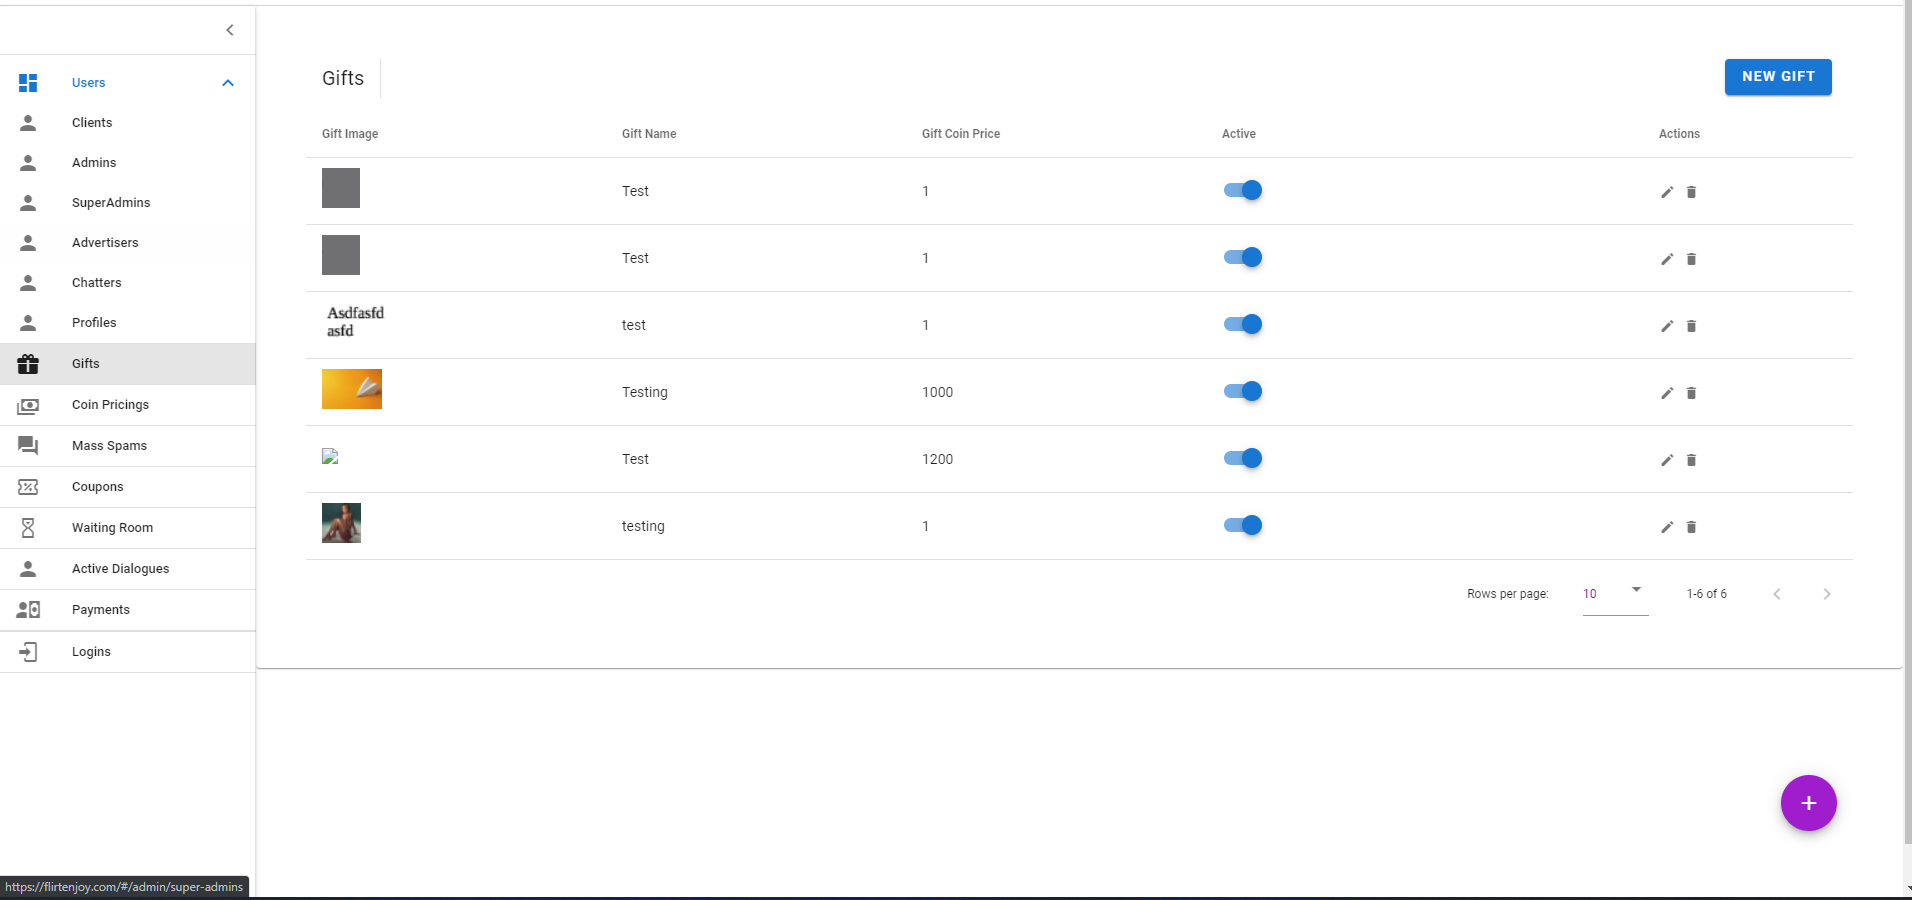 Users
Clients
Admins
SuperAdmins
Advertisers
Chatters
Profiles
Gifts
Coin Pricings
Mass Spams
Coupons
Waiting Room
Active Dialogues
Payments
Logins
https://flirtenjoy.com/#/admin/super-admins
Gifts
NEW GIFT
Gift Image Gift Name Gift Coin Price Active Actions
Test 1
Test 1
Asdfasfd
asfd
test 1
Testing 1000
Test 1200
testing 1
Rows per page: 10 1-6 of 6